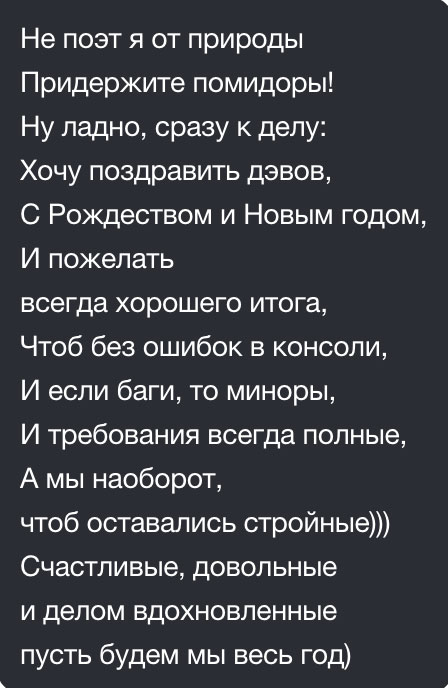 Не поэт я от природы
Придержите помидоры!
Ну ладно, сразу к делу:
Хочу поздравить дэвов,
С Рождеством и Новым годом,
И пожелать
всегда хорошего итога,
Чтоб без ошибок в консоли,
И если баги, то миноры,
И требования всегда полные,
А мы наоборот,
чтоб оставались стройные)))
Счастливые, довольные
и делом вдохновленные
пусть будем мы весь год)